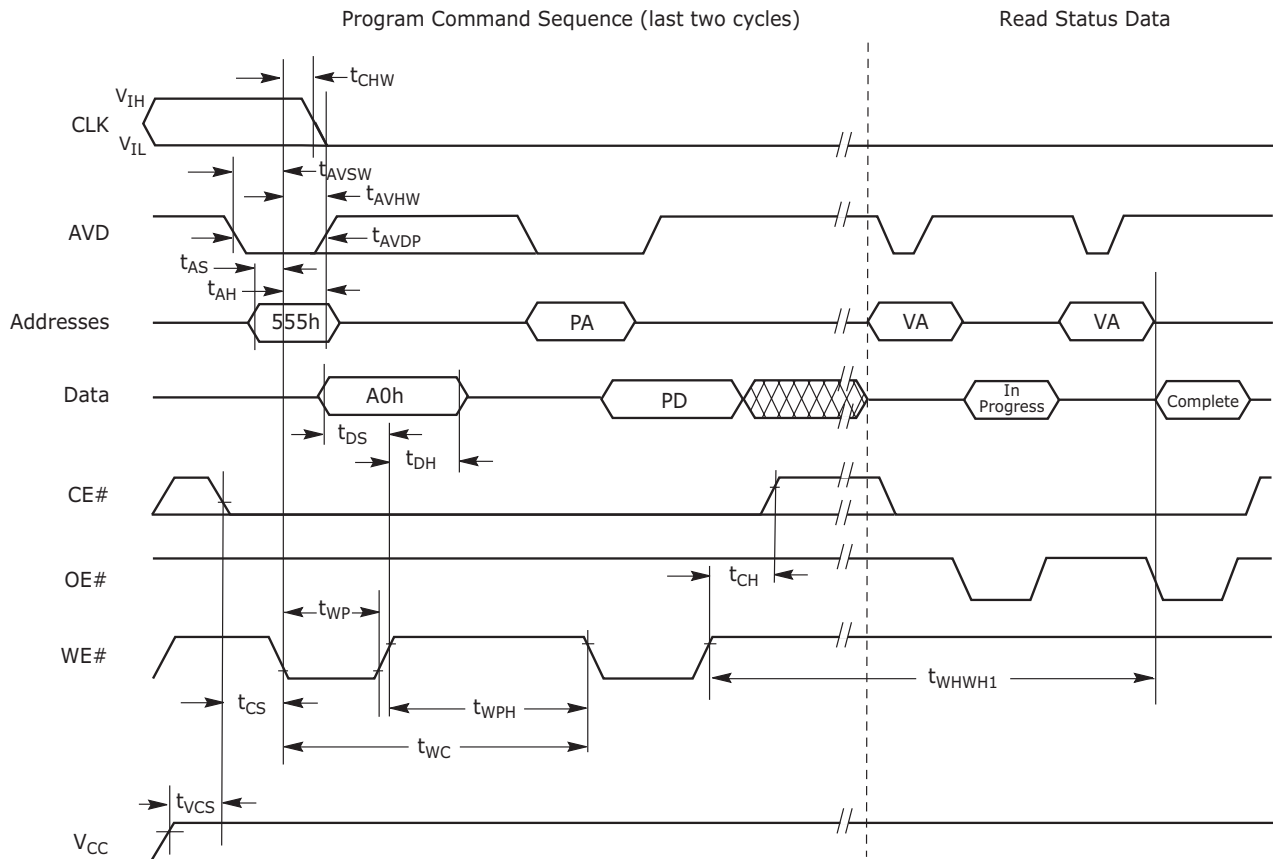 Program Command Sequence (last two cycles)
Read Status Data
tCHW
VIH
CLK
VIL
tAVSW
tAVHW
AVD
tAVDP
tAS
tAH
Addresses
555h
PA
VA
VA
Data
A0h
PD
In Progress
Complete
tDS
tDH
CE#
OE#
tCH
tWP
WE#
tWHWH1
tCS
tWPH
tWC
tVCS
VCC